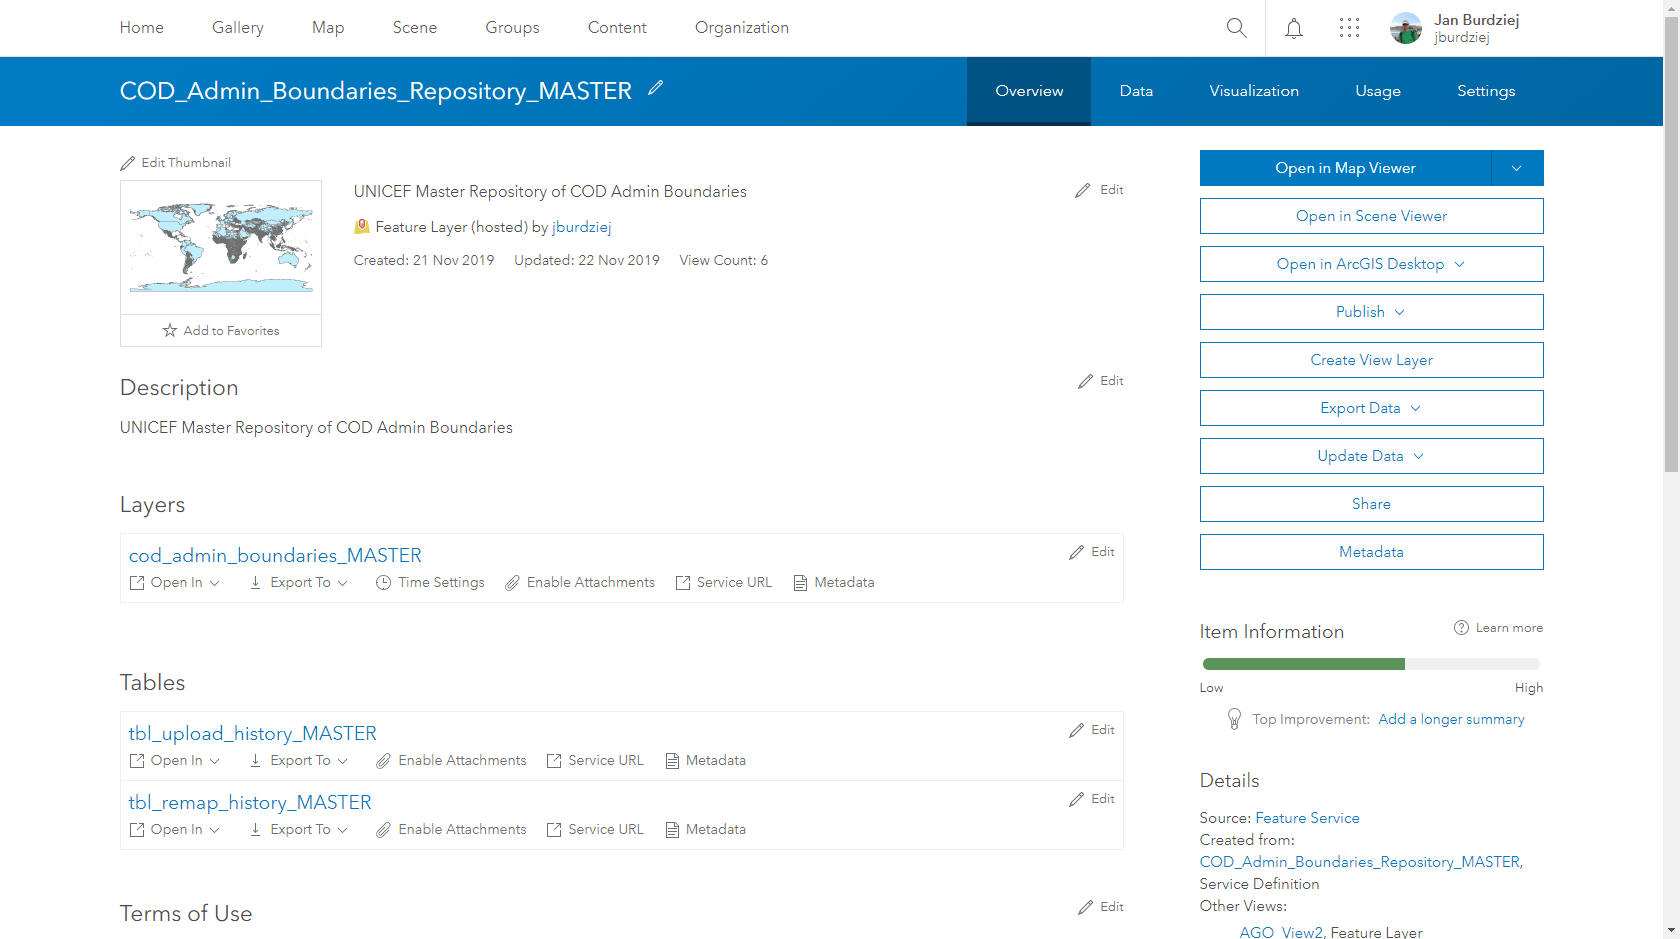 Home Gallery Map Scene Groups Content Organization
Jan Burdziej
jburdziej
COD_Admin_Boundaries_Repository_MASTER
Overview Data Visualization Usage Settings
Edit Thumbnail
Add to Favorites
UNICEF Master Repository of COD Admin Boundaries
Edit
Feature Layer (hosted) by jburdziej
Created: 21 Nov 2019 Updated: 22 Nov 2019 View Count: 6
Description
Edit
UNICEF Master Repository of COD Admin Boundaries
Layers
cod_admin_boundaries_MASTER
Edit
Open In Export To Time Settings Enable Attachments Service URL Metadata
Tables
tbl_upload_history_MASTER
Edit
Open In Export To Enable Attachments Service URL Metadata
tbl_remap_history_MASTER
Edit
Open In Export To Enable Attachments Service URL Metadata
Terms of Use
Edit
Open in Map Viewer
Open in Scene Viewer
Open in ArcGIS Desktop
Publish
Create View Layer
Export Data
Update Data
Share
Metadata
Item Information
Learn more
Low High
Top Improvement: Add a longer summary
Details
Source: Feature Service
Created from:
COD_Admin_Boundaries_Repository_MASTER,
Service Definition
Other Views:
AGO_View2, Feature Layer